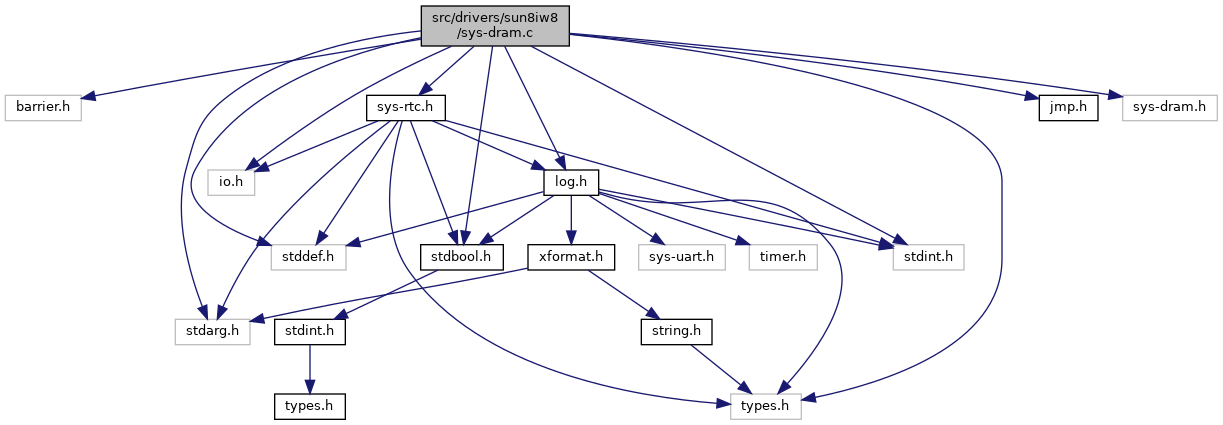 src/drivers/sun8iw8
/sys-dram.c
barrier.h
sys-rtc.h
jmp.h
sys-dram.h
io.h
log.h
stddef.h
stdbool.h
xformat.h
sys-uart.h
timer.h
stdint.h
stdarg.h
stdint.h
string.h
types.h
types.h